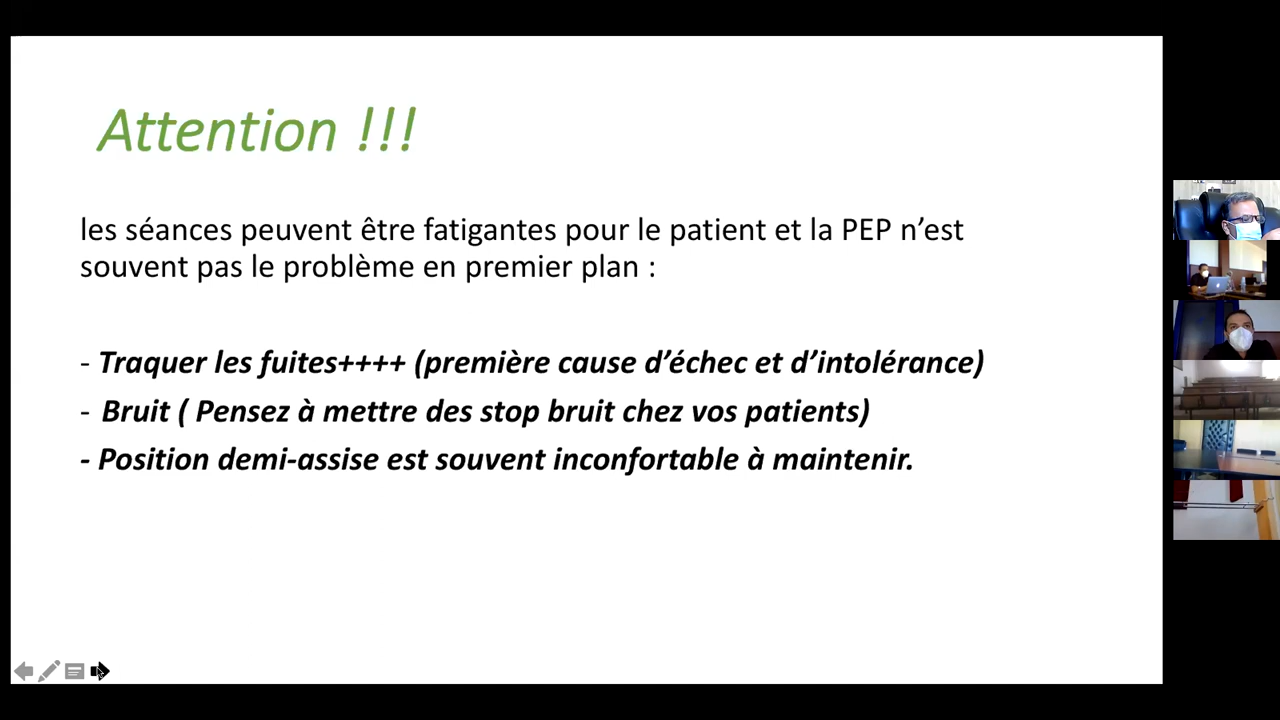 Attention !!!
les séances peuvent être fatigantes pour le patient et la PEP n’est
souvent pas le problème en premier plan :
- Traquer les fuites++++ (première cause d’échec et d’intolérance)
- Bruit ( Pensez à mettre des stop bruit chez vos patients)
- Position demi-assise est souvent inconfortable à maintenir.